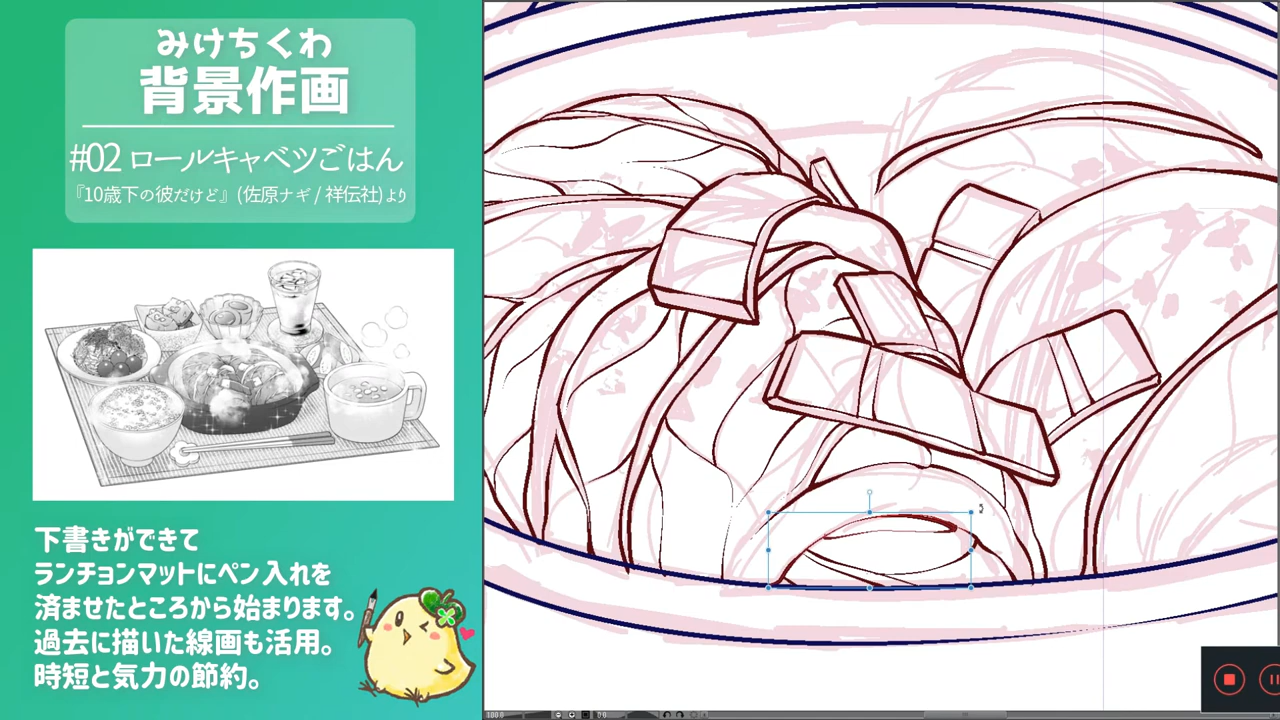 みけちくわ
背景作画
#02 ロールキャベツごはん
『10歳下の彼だけど』(佐原ナギ / 祥伝社)より
下書きができて
ランチョンマットにペン入れを
済ませたところから始まります。
過去に描いた線画も活用。
時短と気力の節約。
100.0
0.0